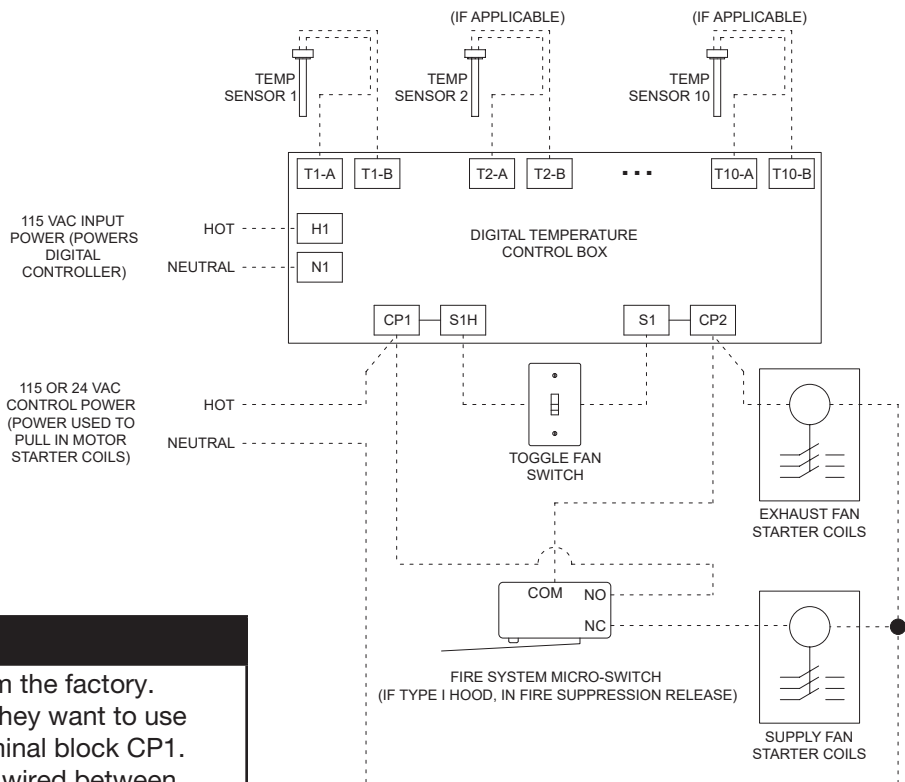 (IF APPLICABLE)
(IF APPLICABLE)
TEMP
SENSOR 1
TEMP
SENSOR 2
TEMP
SENSOR 10
T1-A
T1-B
T2-A
T2-B
...
T10-A
T10-B
115 VAC INPUT
POWER (POWERS
DIGITAL
CONTROLLER)
HOT
NEUTRAL
H1
N1
DIGITAL TEMPERATURE
CONTROL BOX
CP1
S1H
S1
CP2
115 OR 24 VAC
CONTROL POWER
(POWER USED TO
PULL IN MOTOR
STARTER COILS)
HOT
NEUTRAL
TOGGLE FAN
SWITCH
EXHAUST FAN
STARTER COILS
COM
NO
NC
FIRE SYSTEM MICRO-SWITCH
(IF TYPE I HOOD, IN FIRE SUPPRESSION RELEASE)
SUPPLY FAN
STARTER COILS
the factory.
they want to use
minal block CP1.
wired between